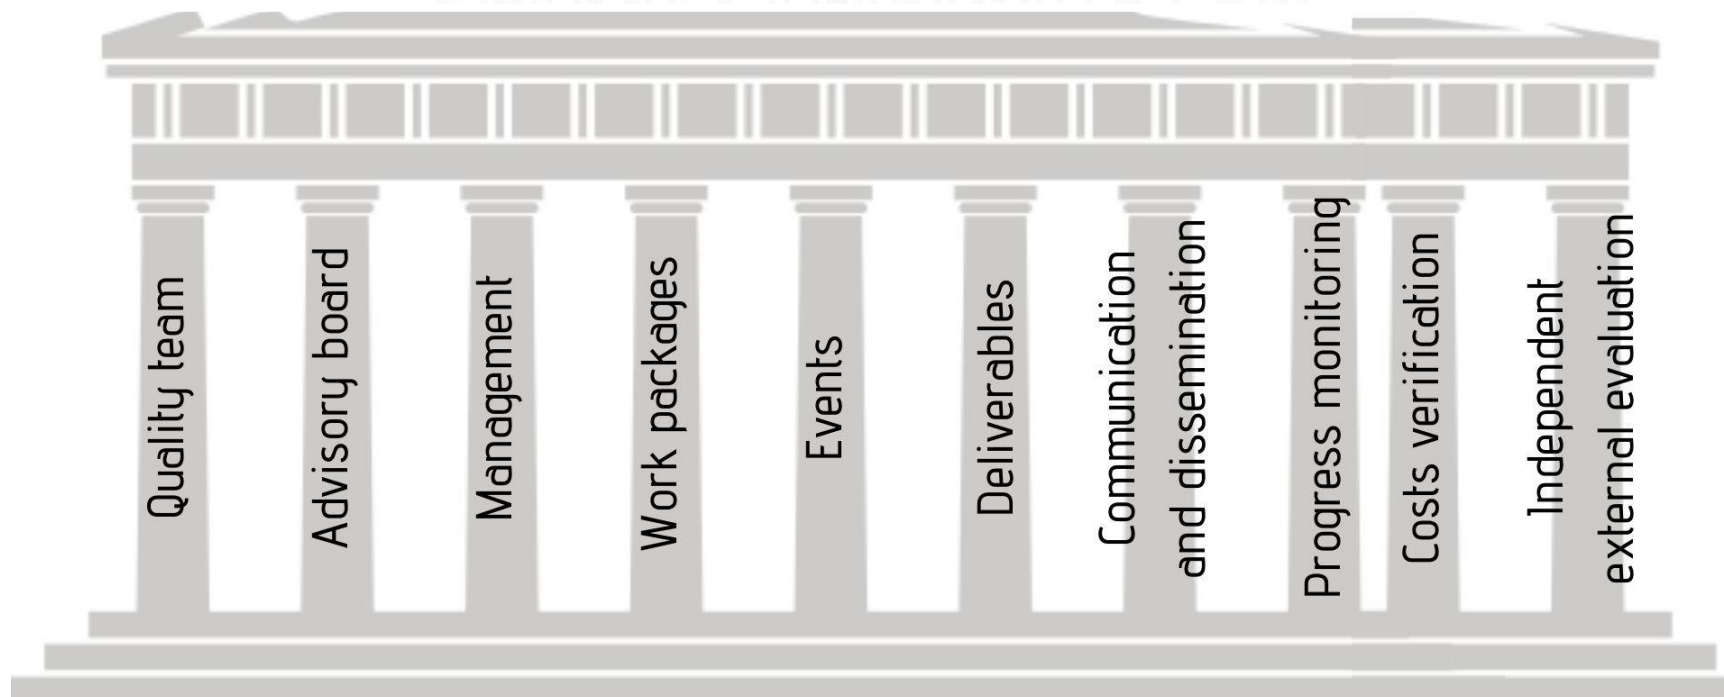 Quality team
Advisory board
Management
Work packages
Events
Deliverables
Communication
and dissemination
Progress monitoring
Costs verification
Independent
external evaluation